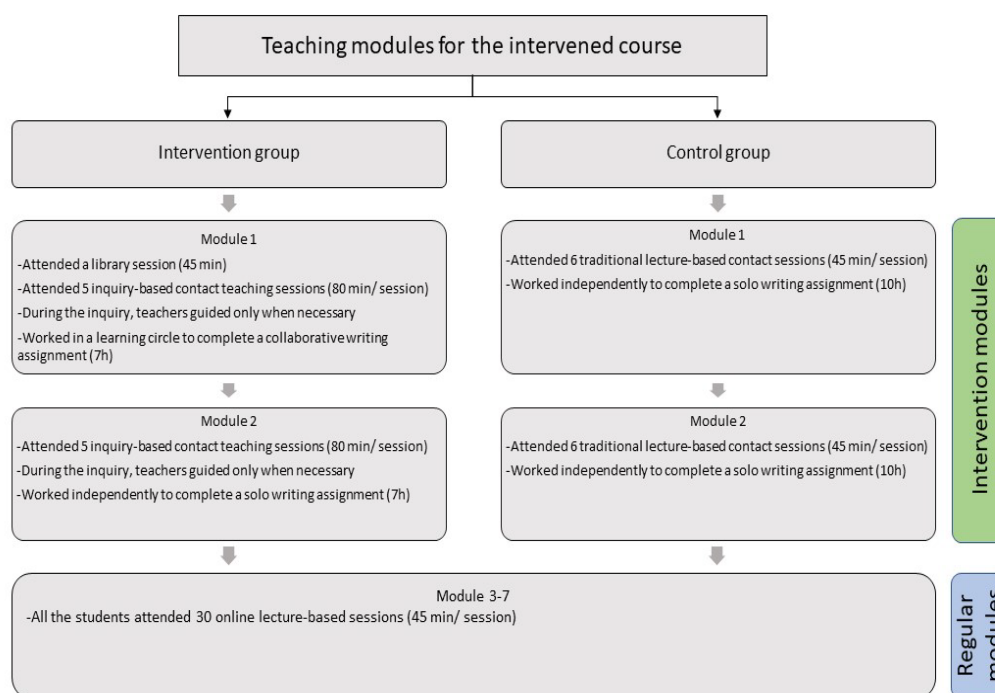 Teaching modules for the intervened course
Intervention group
Control group
Module 1
-Attended a library session (45 min)
-Attended 5 inquiry-based contact teaching sessions (80 min/ session)
-During the inquiry, teachers guided only when necessary
-Worked in a learning circle to complete a collaborative writing
assignment (7h)
Module 1
-Attended 6 traditional lecture-based contact sessions (45 min/ session)
-Worked independently to complete a solo writing assignment (10h)
Module 2
-Attended 5 inquiry-based contact teaching sessions (80 min/ session)
-During the inquiry, teachers guided only when necessary
-Worked independently to complete a solo writing assignment (7h)
Module 2
-Attended 6 traditional lecture-based contact sessions (45 min/ session)
-Worked independently to complete a solo writing assignment (10h)
Intervention modules
Module 3-7
-All the students attended 30 online lecture-based sessions (45 min/ session)
Regular
modules